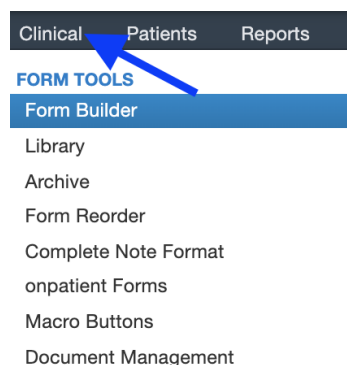 Clinical Patients Reports
FORM TOOLS
Form Builder
Library
Archive
Form Reorder
Complete Note Format
onpatient Forms
Macro Buttons
Document Management